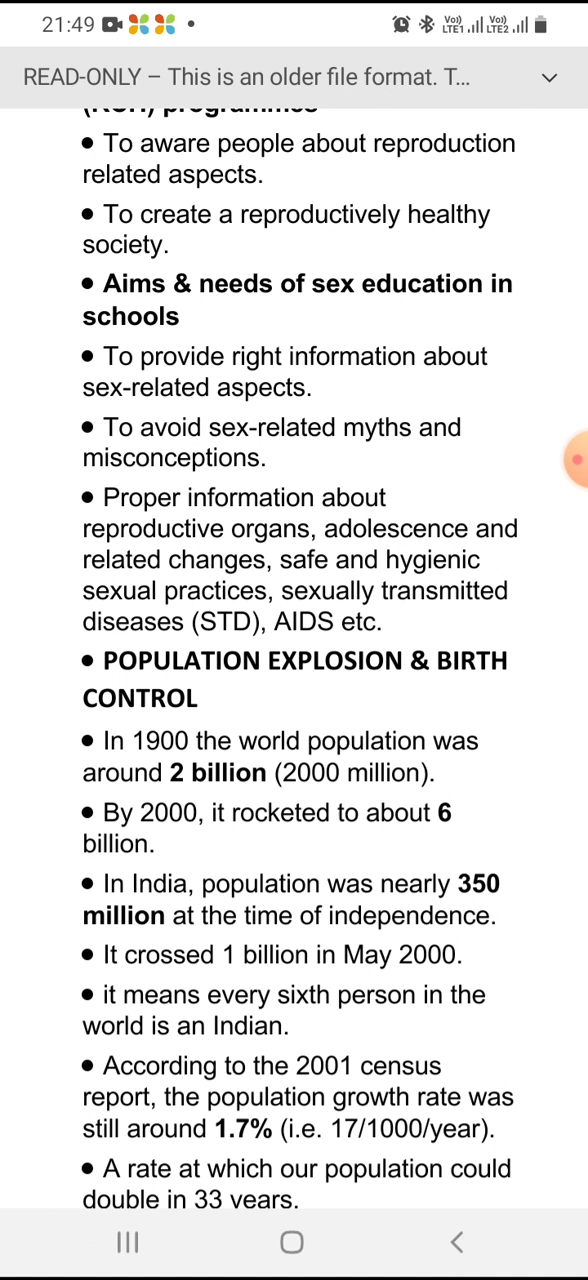 21:49
Vo)) LTE1 Vo)) LTE2
READ-ONLY – This is an older file format. T...
(RCH) programmes
• To aware people about reproduction
related aspects.
• To create a reproductively healthy
society.
• Aims & needs of sex education in
schools
• To provide right information about
sex-related aspects.
• To avoid sex-related myths and
misconceptions.
• Proper information about
reproductive organs, adolescence and
related changes, safe and hygienic
sexual practices, sexually transmitted
diseases (STD), AIDS etc.
• POPULATION EXPLOSION & BIRTH
CONTROL
• In 1900 the world population was
around 2 billion (2000 million).
• By 2000, it rocketed to about 6
billion.
• In India, population was nearly 350
million at the time of independence.
• It crossed 1 billion in May 2000.
• it means every sixth person in the
world is an Indian.
• According to the 2001 census
report, the population growth rate was
still around 1.7% (i.e. 17/1000/year).
• A rate at which our population could
double in 33 years.